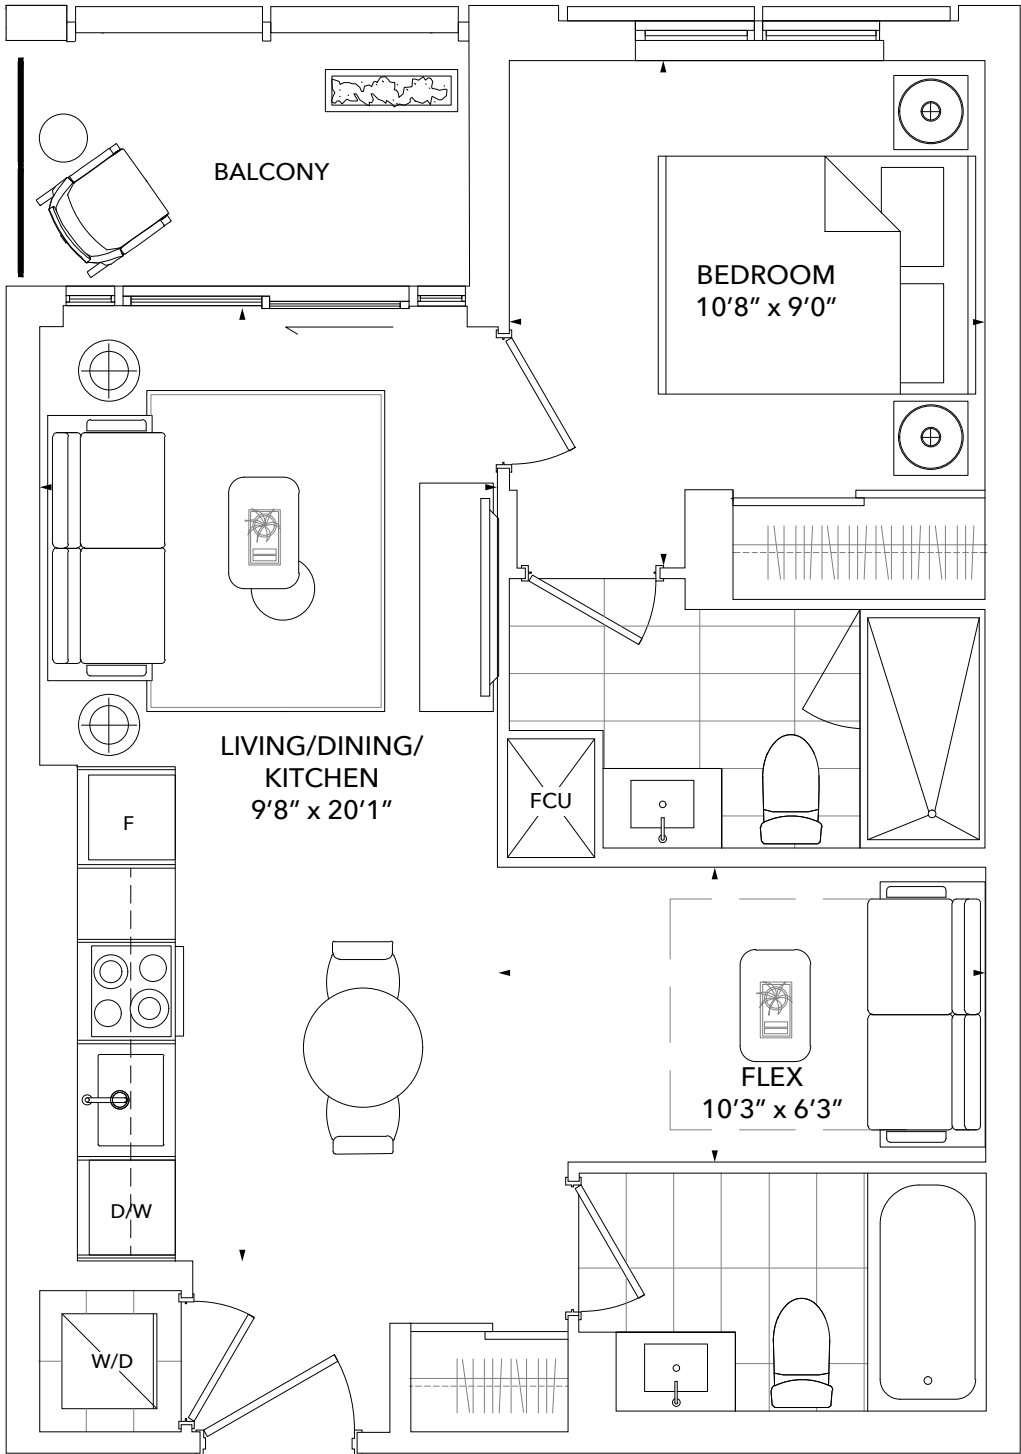 BALCONY
BEDROOM
10’8” x 9’0”
LIVING/DINING/
KITCHEN
9’8” x 20’1”
F
FCU
FLEX
10’3” x 6’3”
D/W
W/D